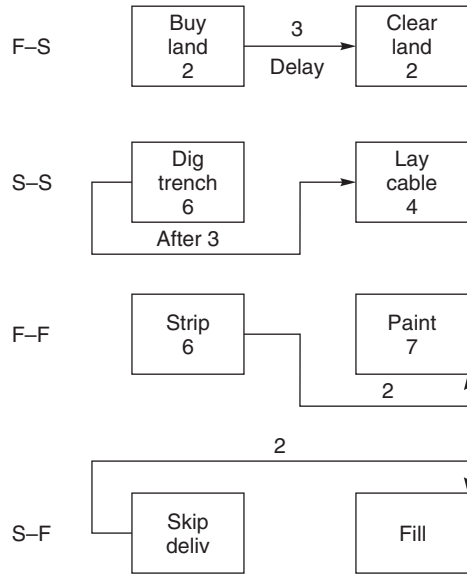 F–S
Buy
land
2
3
Delay
Clear
land
2
S–S
Dig
trench
6
After 3
Lay
cable
4
F–F
Strip
6
Paint
7
2
2
S–F
Skip
deliv
Fill